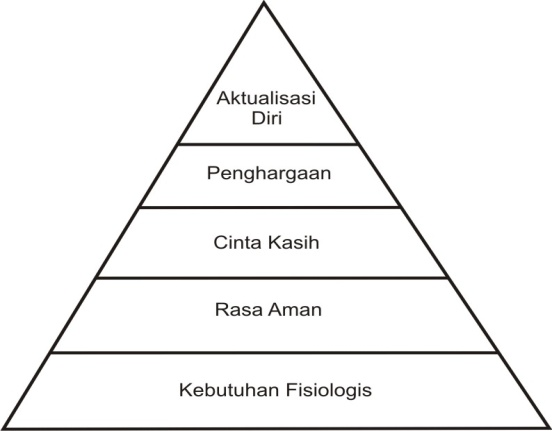 Aktualisasi
Diri
Penghargaan
Cinta Kasih
Rasa Aman
Kebutuhan Fisiologis